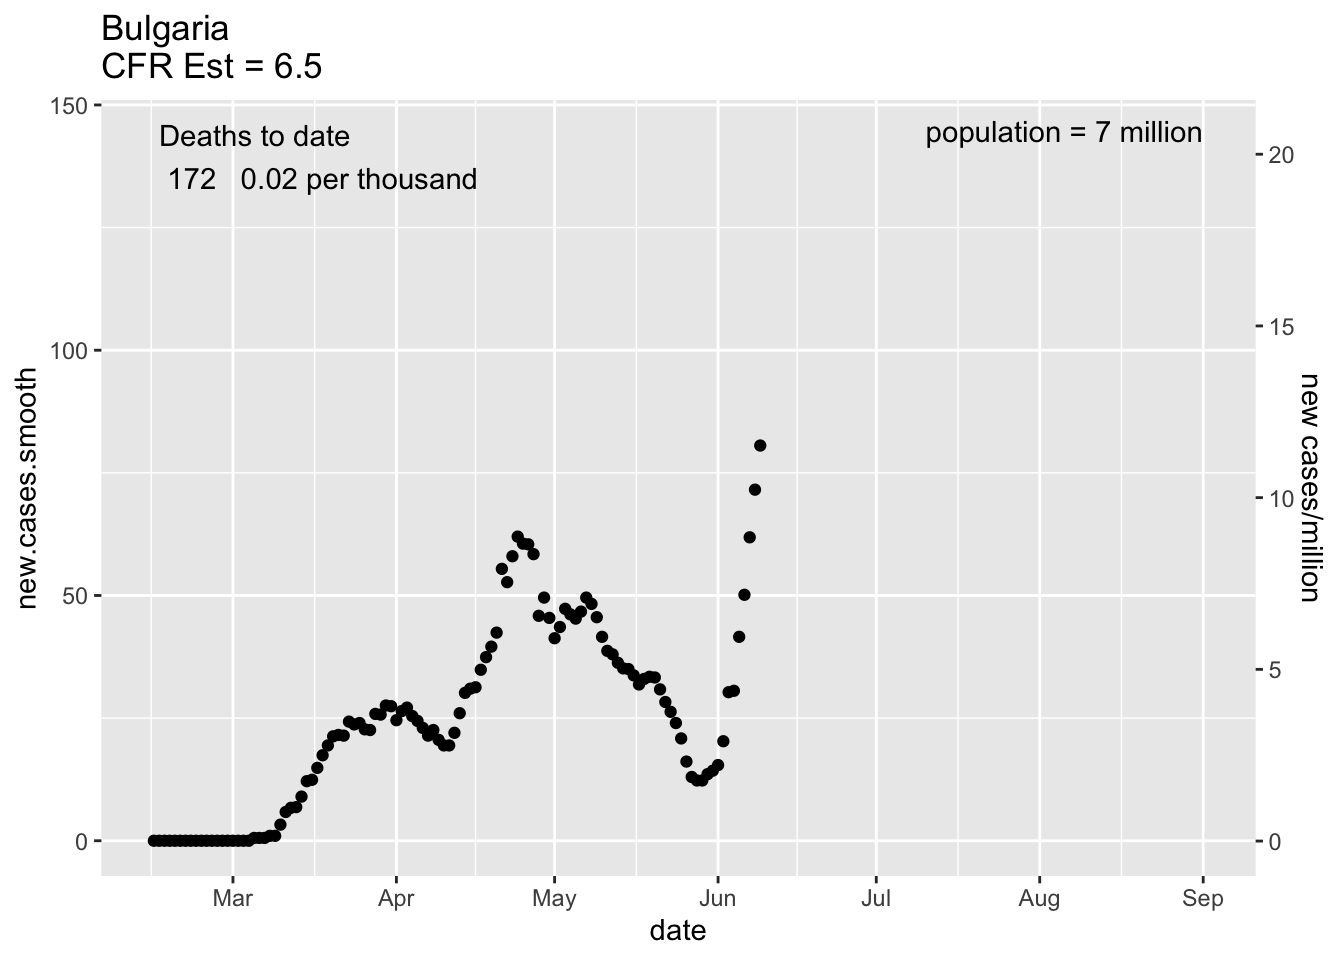 Bulgaria
CFR Est = 6.5
Deaths to date
172 0.02 per thousand
population = 7 million
150
100
50
0
new.cases.smooth
20
15
10
5
0
new cases/million
Mar Apr May Jun Jul Aug Sep
date